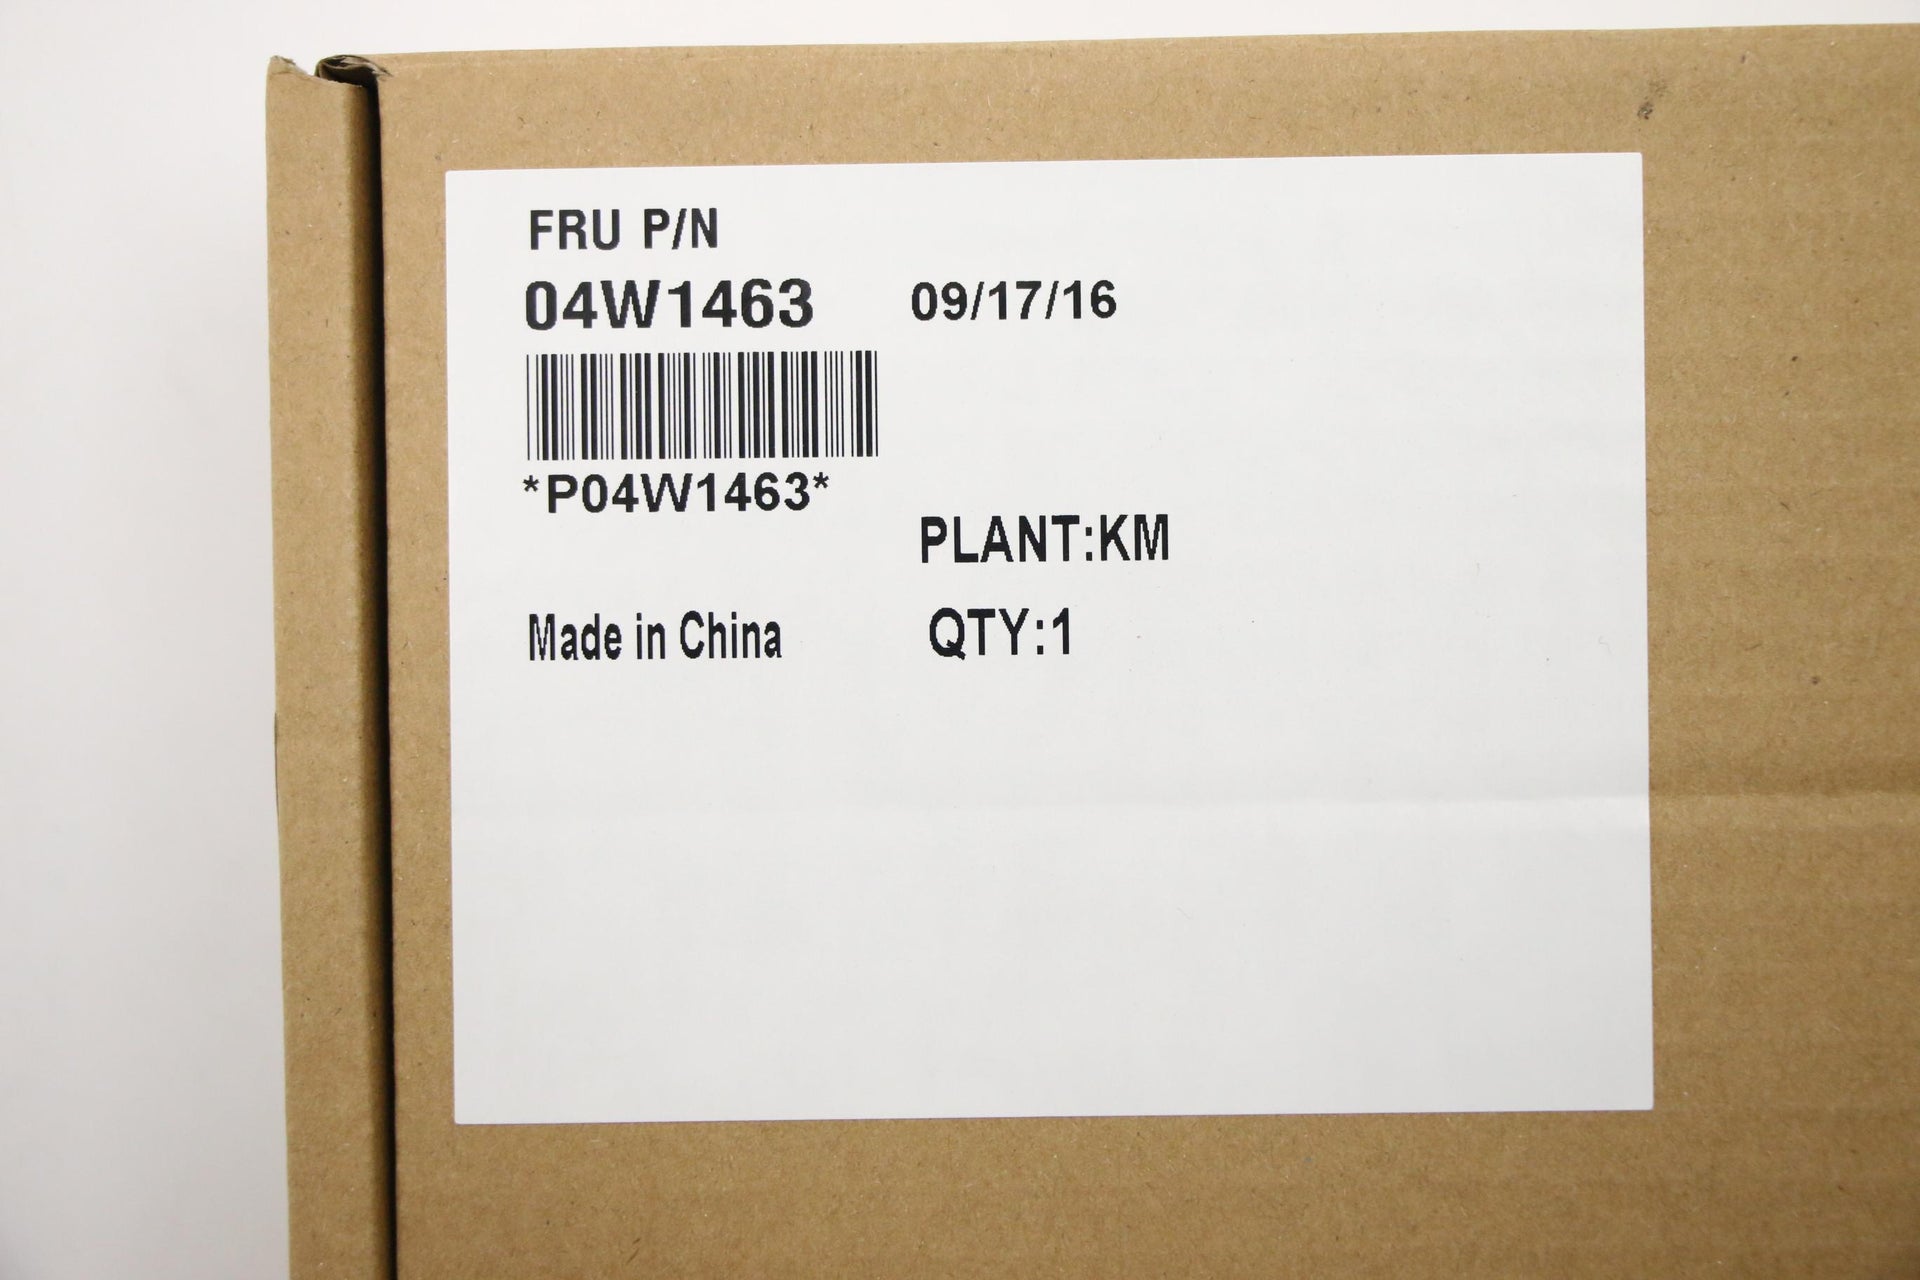 FRU P/N
04W1463 09/17/16
*P04W1463*
PLANT:KM
Made in China QTY:1